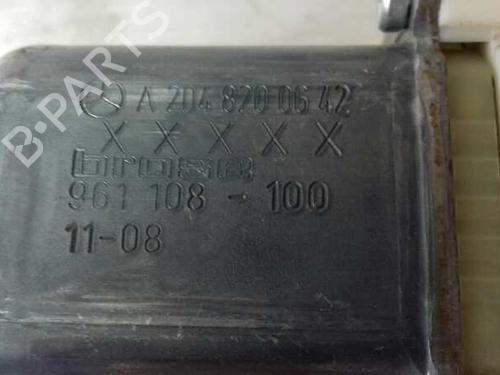 A 204 820 06 42
X X X X X
brose
961 108 - 100
11-08
B-PARTS